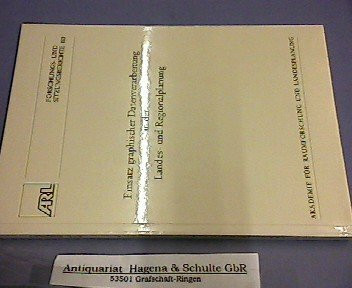 FORSCHUNGS- UND
SITZUNGSBERICHTE
Einsatz graphischer Datenverarbeitung
in der
Landes- und Regionalplanung
ARL
AKADEMIE FÜR RAUMFORSCHUNG UND LANDESPLANUNG
Antiquariat Hagena & Schulte GbR
53501 Grafschaft-Ringen